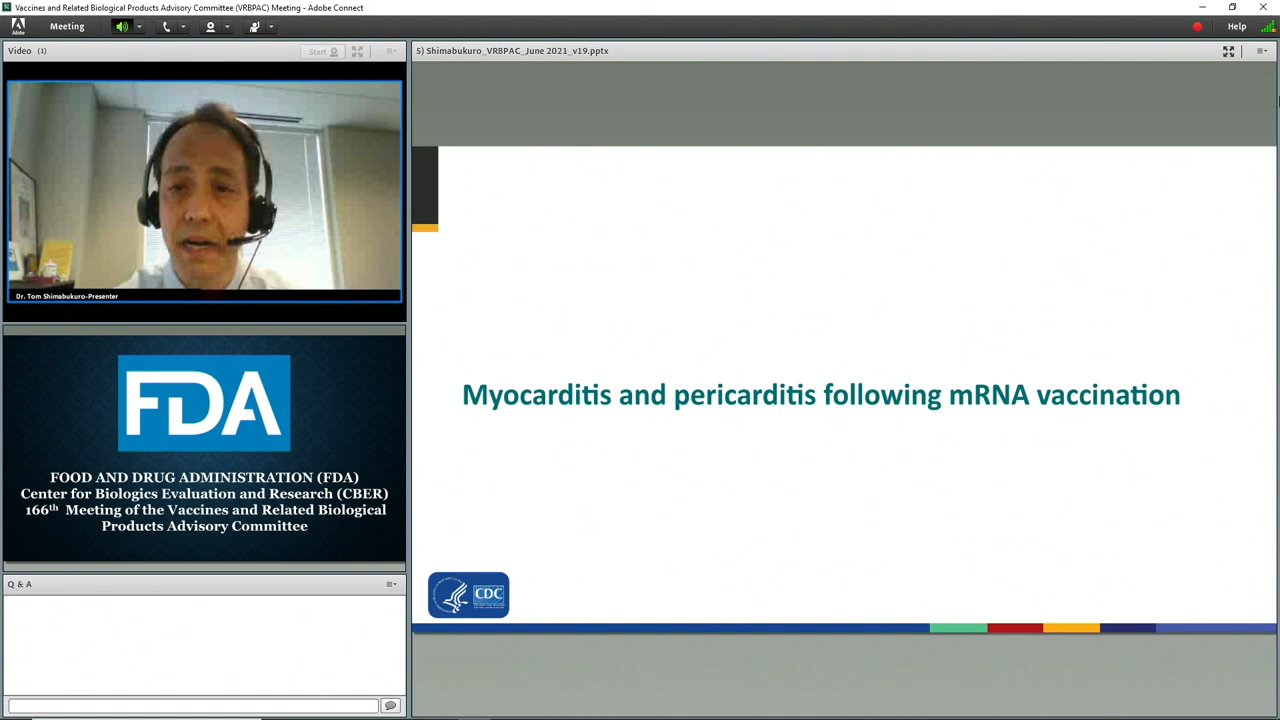 Vaccines and Related Biological Products Advisory Committee (VRBPAC) Meeting - Adobe Connect
Meeting
Help
Video (1)
Start
Dr. Tom Shimabukuro-Presenter
FDA
FOOD AND DRUG ADMINISTRATION (FDA)
Center for Biologics Evaluation and Research (CBER)
166th Meeting of the Vaccines and Related Biological
Products Advisory Committee
Q & A
5) Shimabukuro_VRBPAC_June 2021_v19.pptx
Myocarditis and pericarditis following mRNA vaccination
CDC